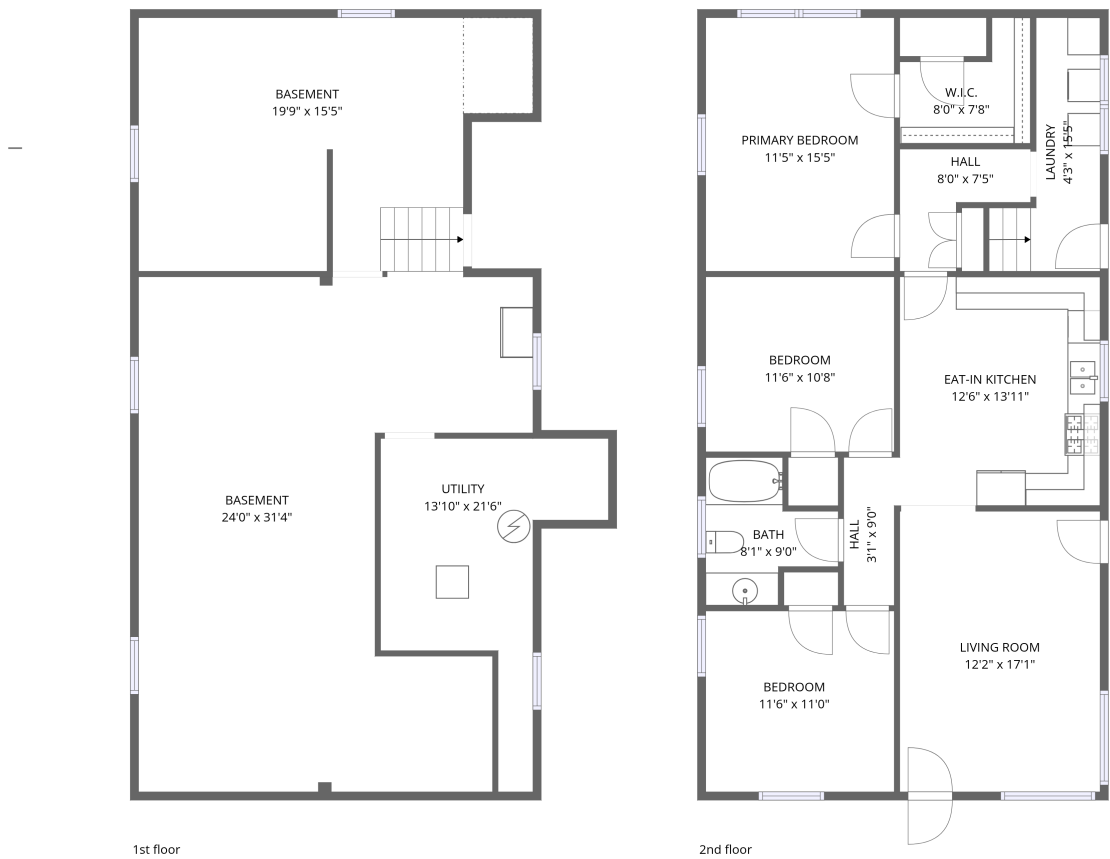 BASEMENT
19'9" x 15'5"
BASEMENT
24'0" x 31'4"
UTILITY
13'10" x 21'6"
1st floor
PRIMARY BEDROOM
11'5" x 15'5"
W.I.C.
8'0" x 7'8"
HALL
8'0" x 7'5"
LAUNDRY
4'3" x 15'5"
BEDROOM
11'6" x 10'8"
EAT-IN KITCHEN
12'6" x 13'11"
BATH
8'1" x 9'0"
HALL
3'1" x 9'0"
LIVING ROOM
12'2" x 17'1"
BEDROOM
11'6" x 11'0"
2nd floor